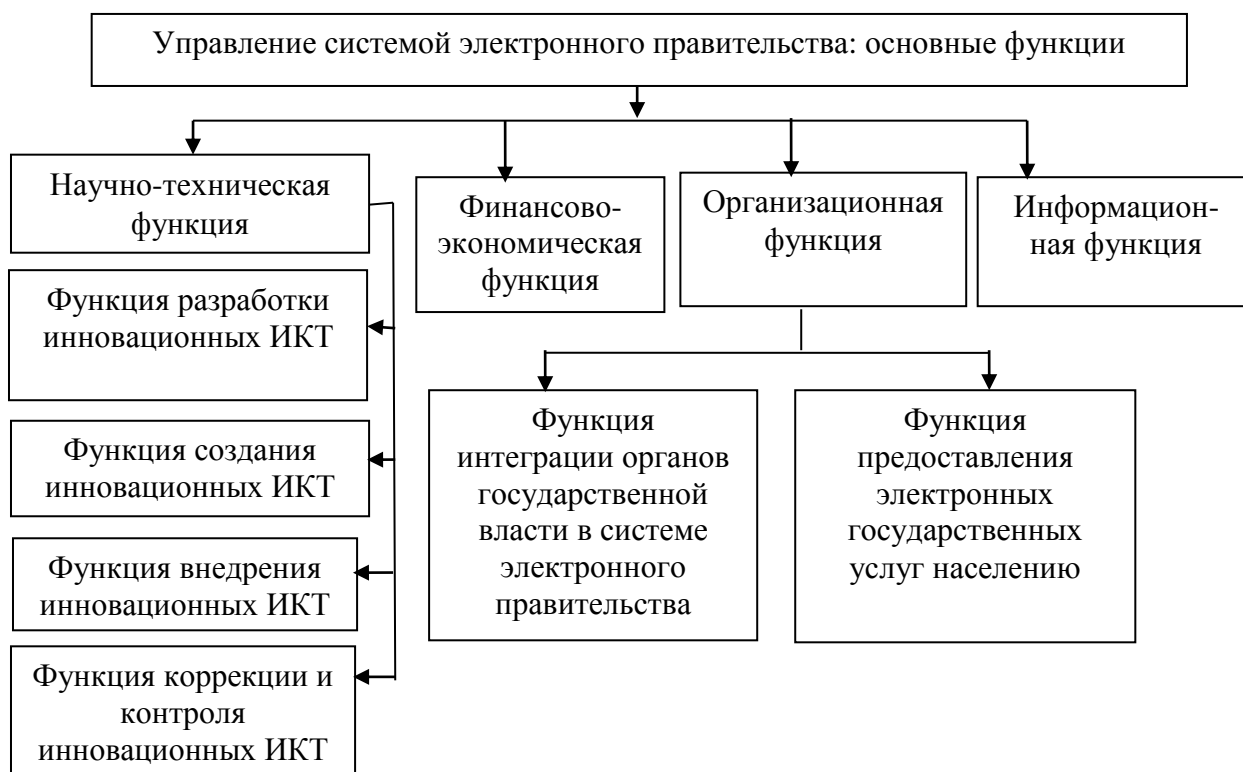 Управление системой электронного правительства: основные функции
Научно-техническая
функция
Финансово-
экономическая
функция
Организационная
функция
Информацион-
ная функция
Функция разработки
инновационных ИКТ
Функция создания
инновационных ИКТ
Функция внедрения
инновационных ИКТ
Функция коррекции и
контроля
инновационных ИКТ
Функция
интеграции органов
государственной
власти в системе
электронного
правительства
Функция
предоставления
электронных
государственных
услуг населению